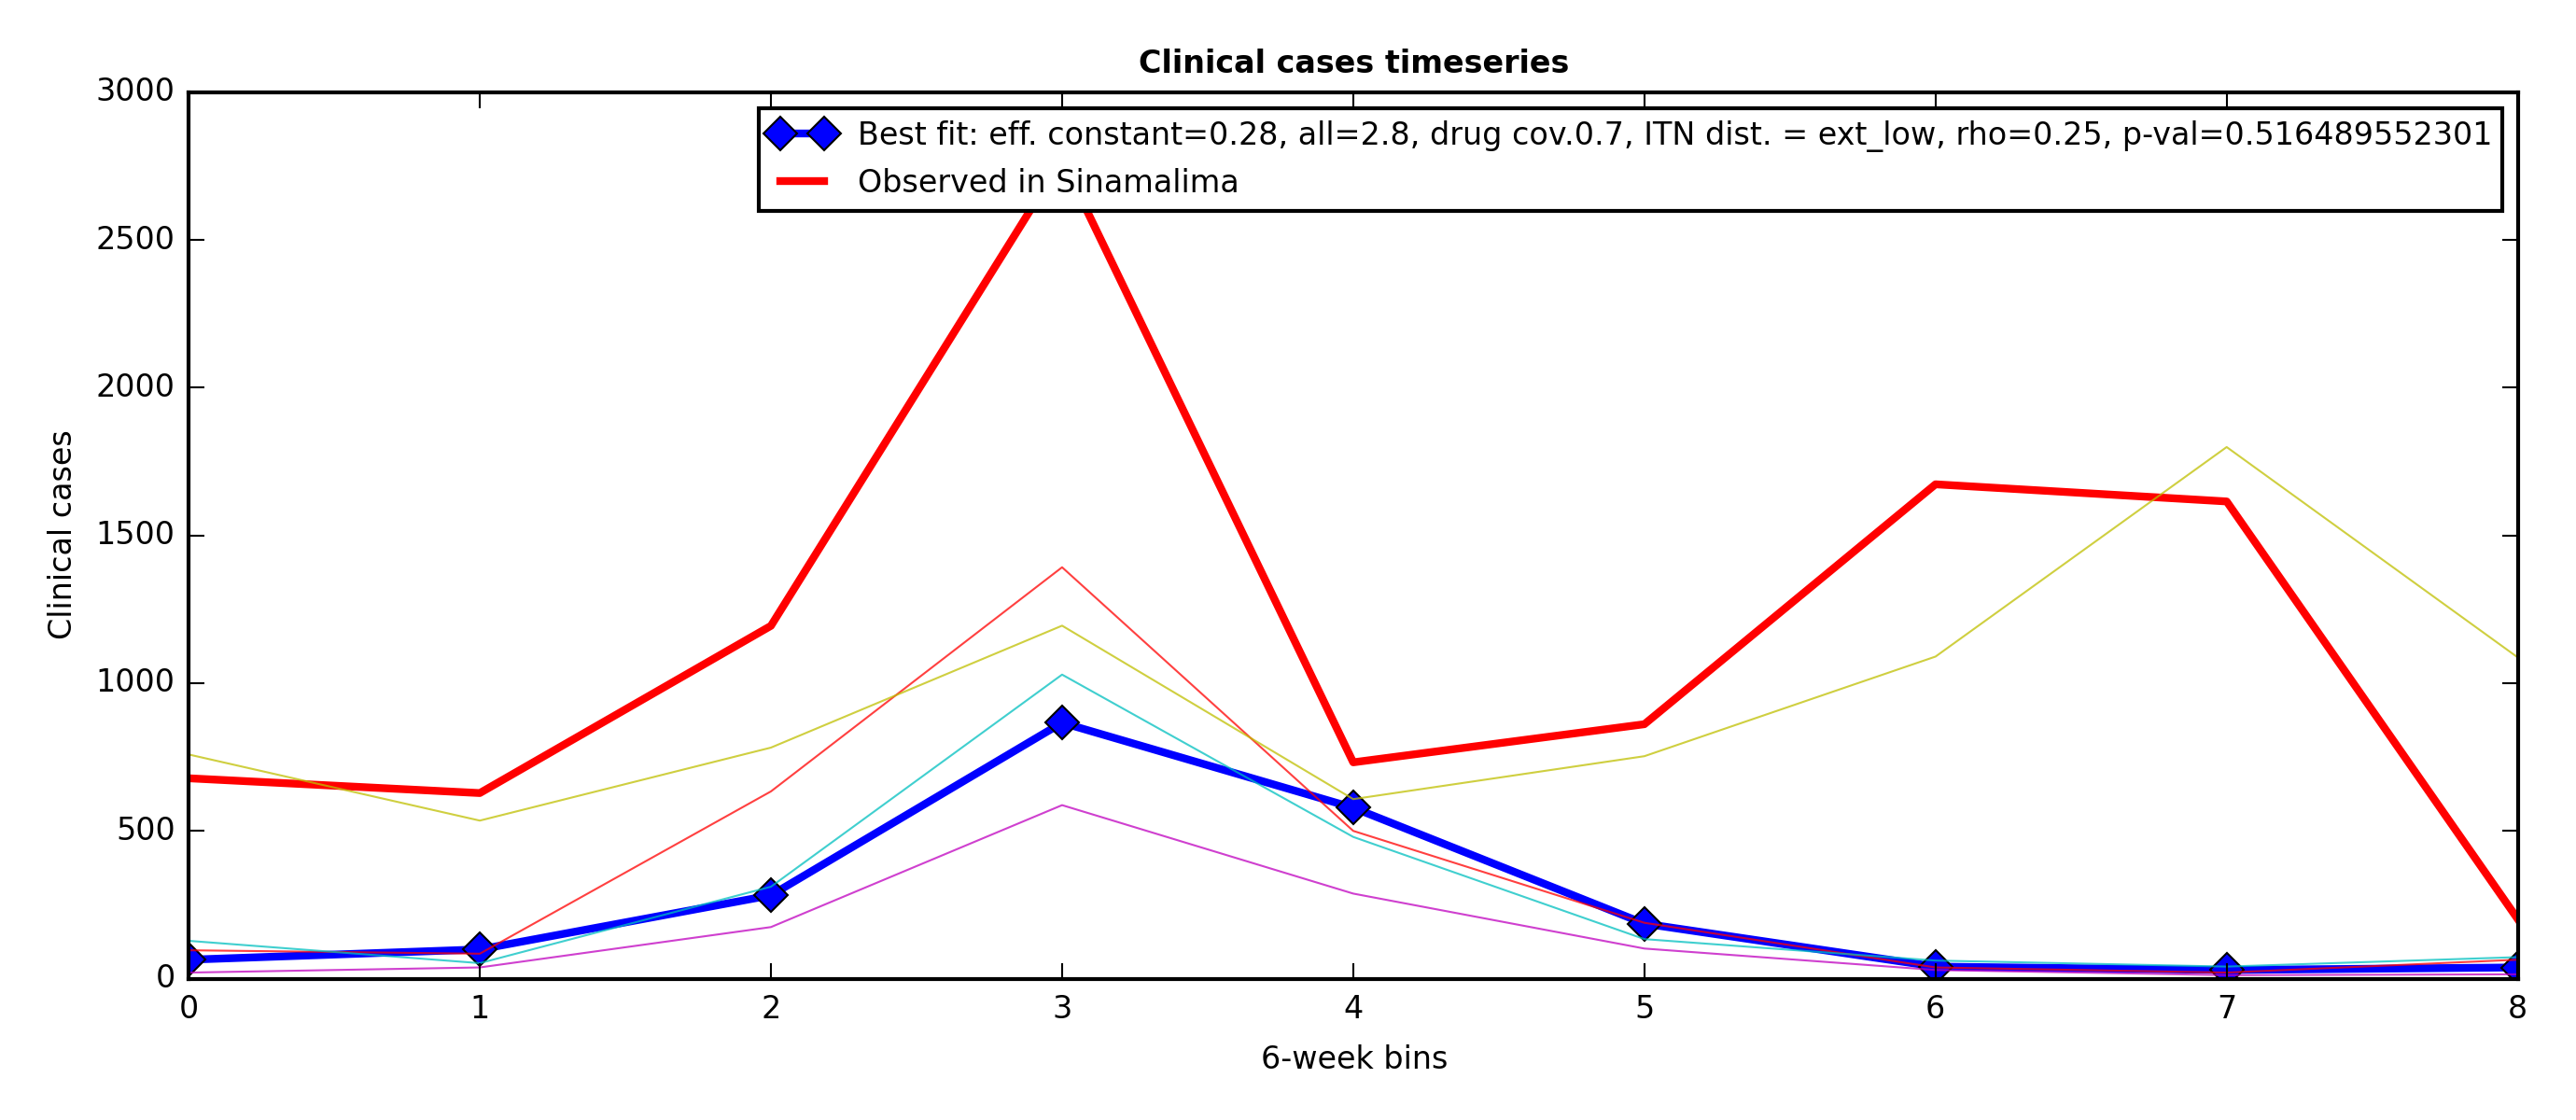 Clinical cases timeseries
3000
2500
2000
1500
1000
500
0
Clinical cases
Best fit: eff. constant=0.28, all=2.8, drug cov.0.7, ITN dist. = ext_low, rho=0.25, p-val=0.516489552301
Observed in Sinamalima
0 1 2 3 4 5 6 7 8
6-week bins